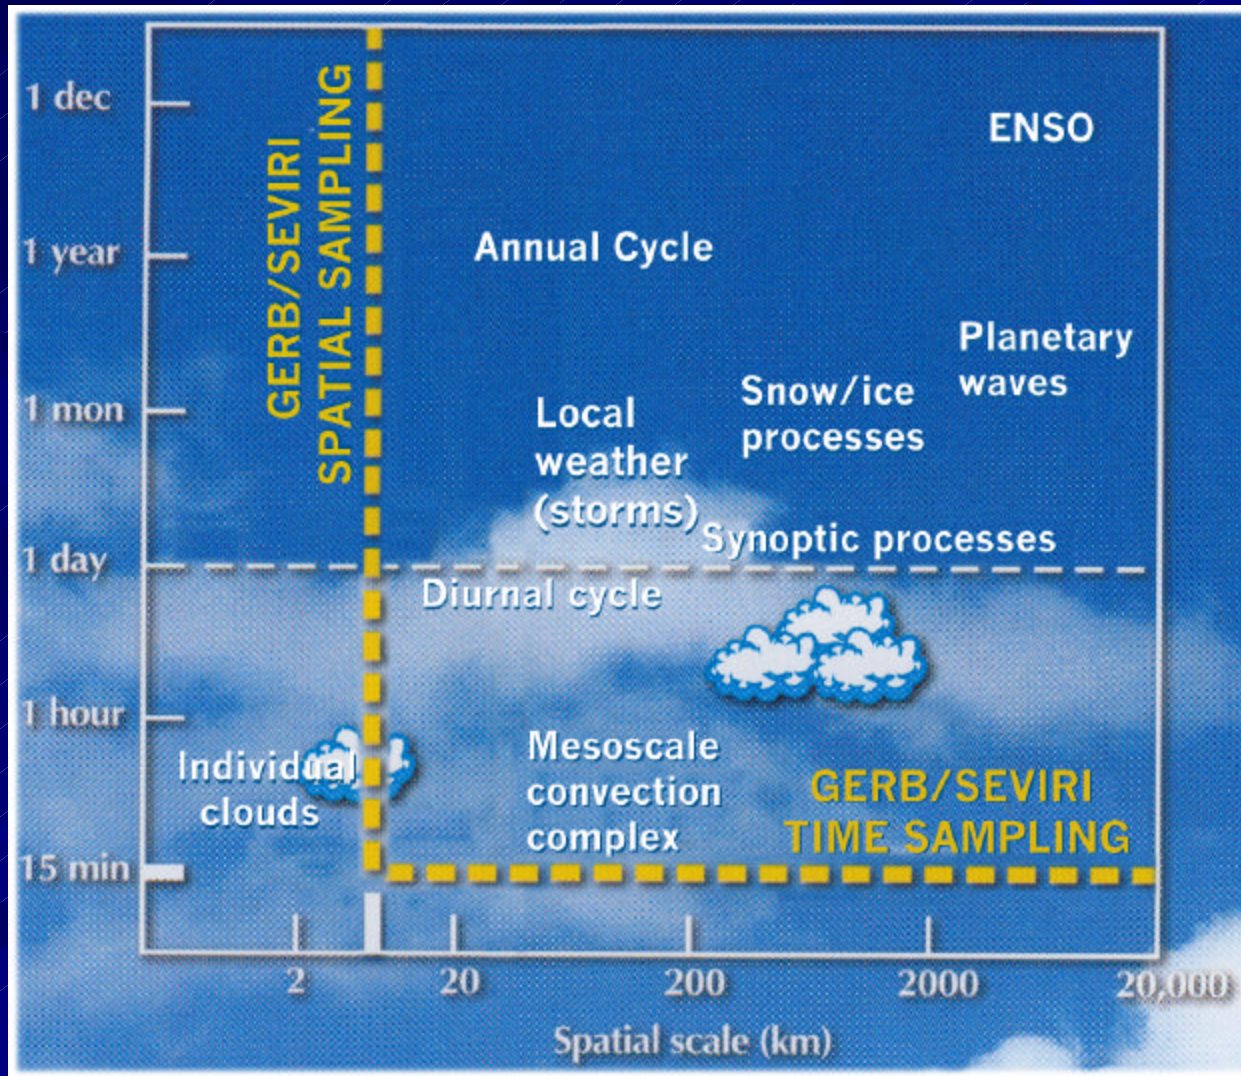 1 dec
1 year
1 mon
1 day
1 hour
15 min
GERB/SEVIRI
SPATIAL SAMPLING
ENSO
Annual Cycle
Planetary
waves
Snow/ice
processes
Local
weather
(storms)
Synoptic processes
Diurnal cycle
Individual
clouds
Mesoscale
convection
complex
GERB/SEVIRI
TIME SAMPLING
2 20 200 2000 20,000
Spatial scale (km)